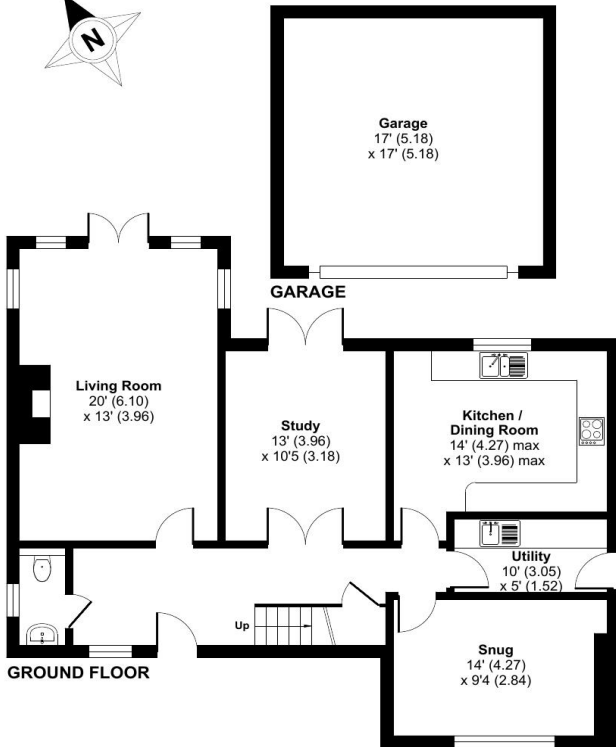 N
Garage
17' (5.18)
x 17' (5.18)
GARAGE
Living Room
20' (6.10)
x 13' (3.96)
Study
13' (3.96)
x 10'5 (3.18)
Kitchen /
Dining Room
14' (4.27) max
x 13' (3.96) max
Utility
10' (3.05)
x 5' (1.52)
Up
Snug
14' (4.27)
x 9'4 (2.84)
GROUND FLOOR